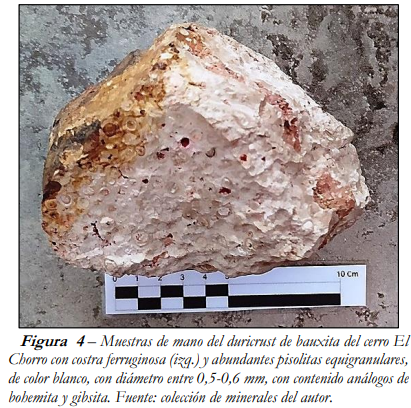 0 1 2 3 4 5 10 Cm
Figura 4 – Muestras de mano del duricrust de bauxita del cerro El
Chorro con costra ferruginosa (izq.) y abundantes pisolitas equigranulares,
de color blanco, con diámetro entre 0,5-0,6 mm, con contenido análogos de
bohemita y gibsita. Fuente: colección de minerales del autor.